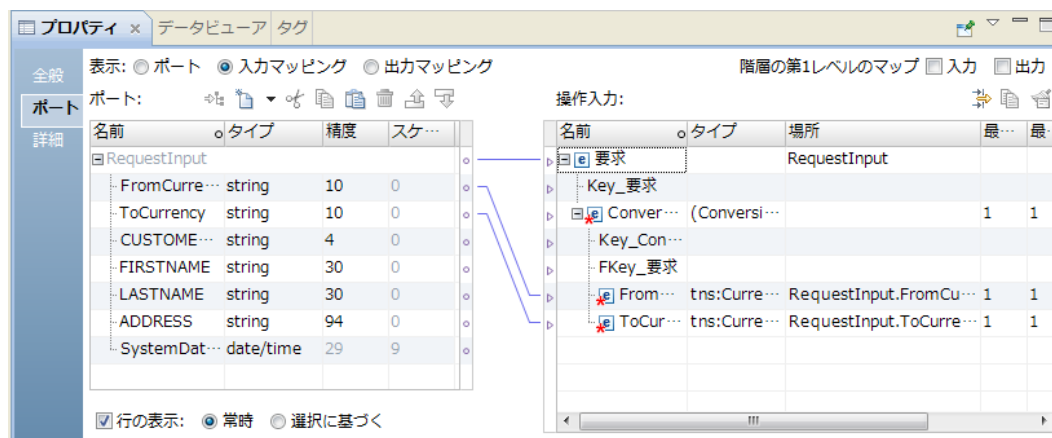 プロパティ データビューア タグ
全般
ポート
詳細
表示: ポート 入力マッピング 出力マッピング 階層の第1レベルのマップ 入力 出力
ポート: 操作入力:
名前 タイプ 精度 スケ… 名前 タイプ 場所 最… 最…
RequestInput e 要求 RequestInput
FromCurre… string 10 0 Key_要求
ToCurrency string 10 0 e Conver… (Conversi… 1 1
CUSTOME… string 4 0 Key_Con…
FIRSTNAME string 30 0 FKey_要求
LASTNAME string 30 0 e From… tns:Curre… RequestInput.FromCu… 1 1
ADDRESS string 94 0 e ToCur… tns:Curre… RequestInput.ToCurre… 1 1
SystemDat… date/time 29 9
行の表示: 常時 選択に基づく